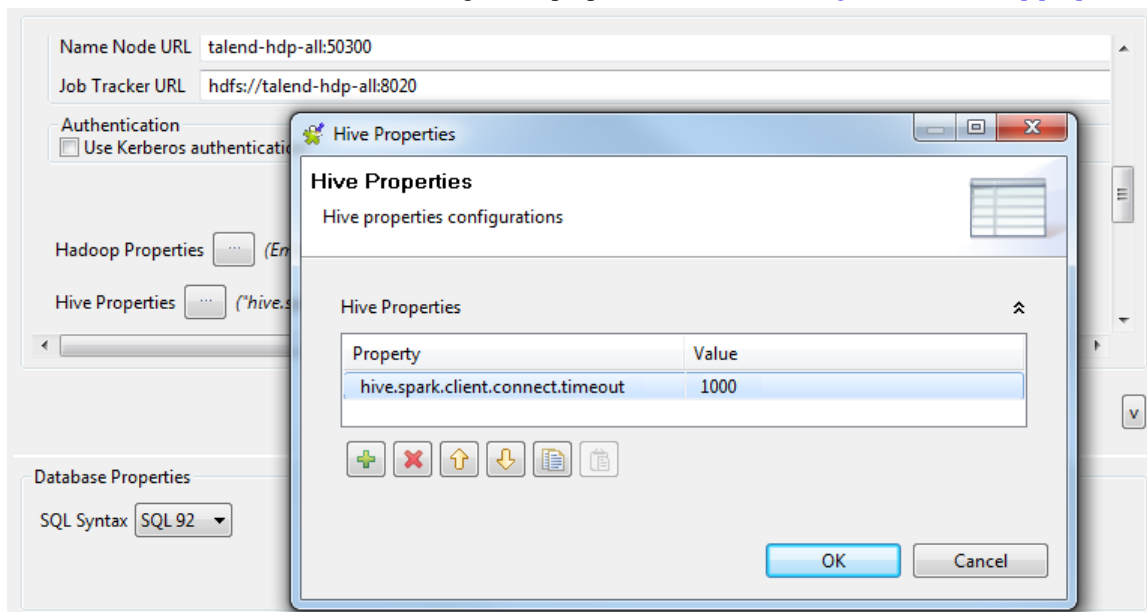 Name Node URL talend-hdp-all:50300
Job Tracker URL hdfs://talend-hdp-all:8020
Authentication
Use Kerberos authenticatio
Hive Properties
Hive Properties
Hive properties configurations
Hadoop Properties ... (Em
Hive Properties ... ("hive.s
Hive Properties
Property Value
hive.spark.client.connect.timeout 1000
v
Database Properties
SQL Syntax SQL 92
OK Cancel